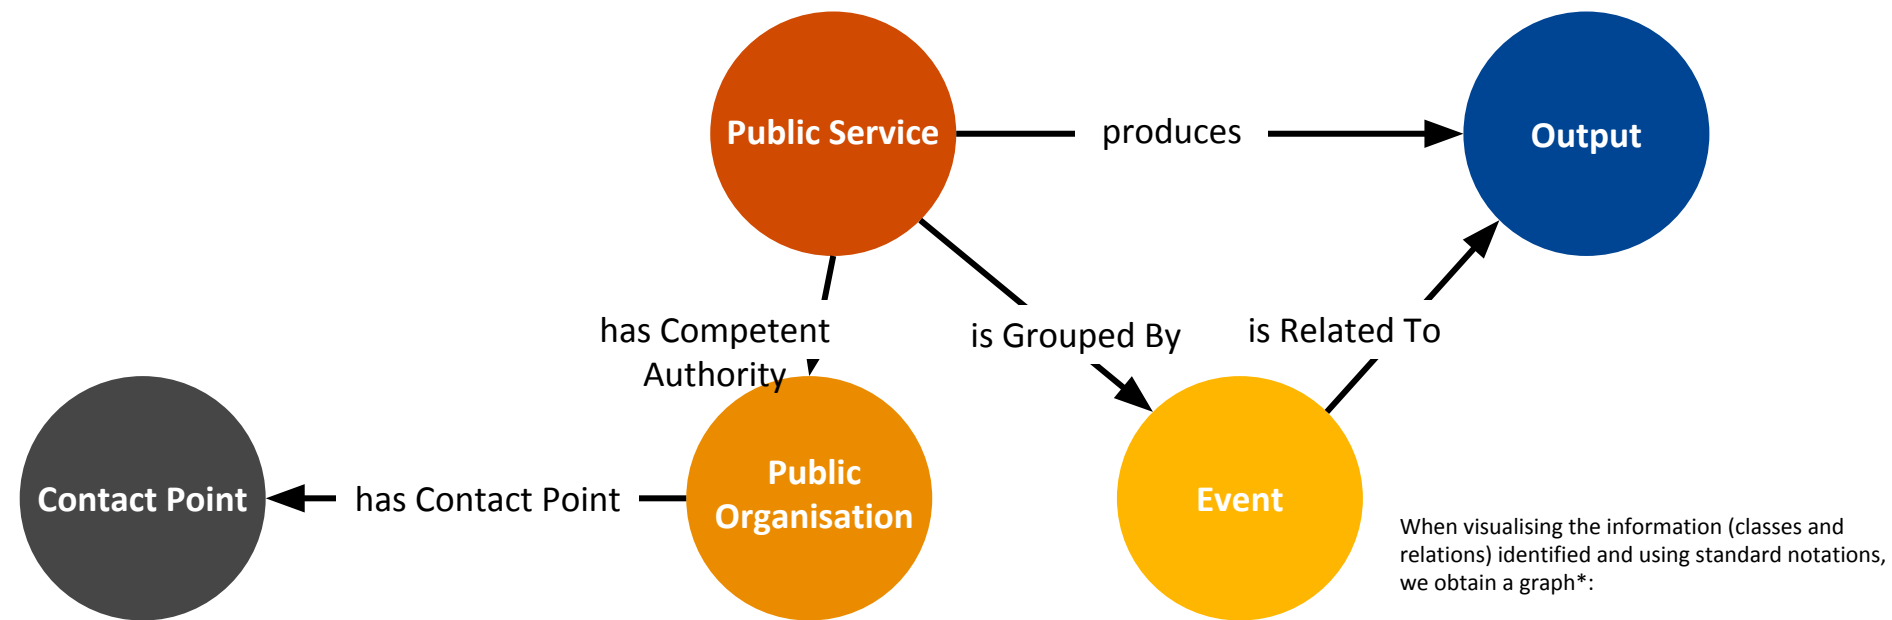 Public Service
produces
Output
has Competent
Authority
is Grouped By
is Related To
Contact Point
has Contact Point
Public
Organisation
Event
When visualising the information (classes and
relations) identified and using standard notations,
we obtain a graph*: